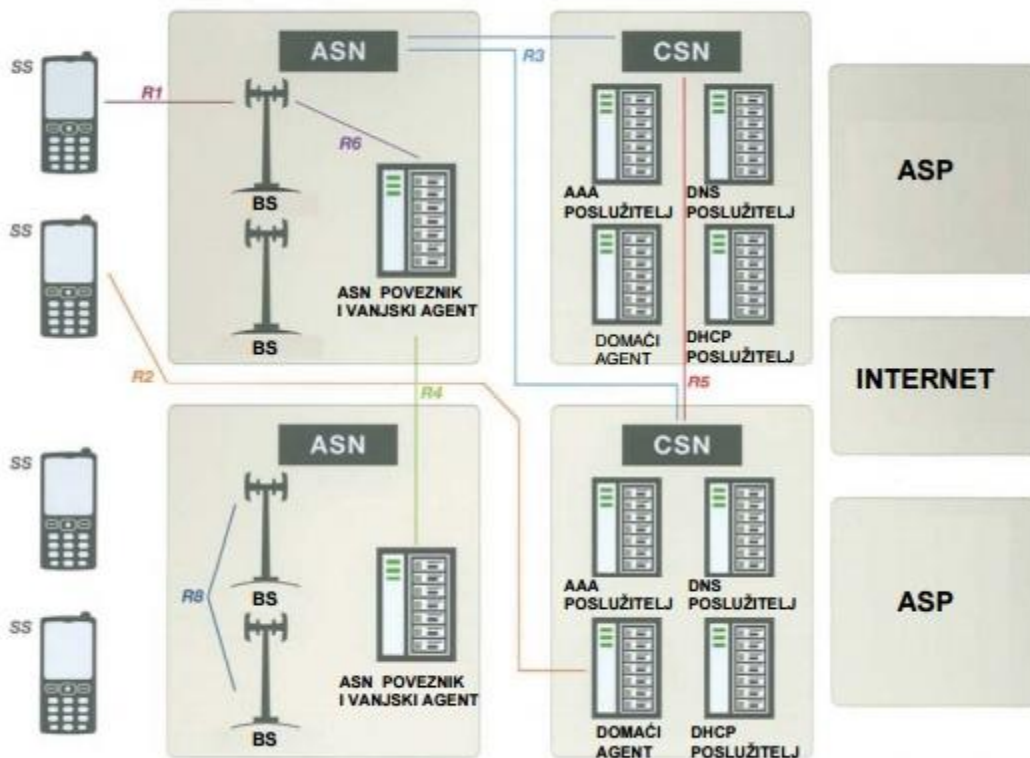 SS
R1
ASN
R6
BS
BS
ASN POVEZNIK
I VANJSKI AGENT
R3
CSN
AAA
POSLUŽITELJ
DNS
POSLUŽITELJ
DOMAĆI
AGENT
DHCP
POSLUŽITELJ
ASP
SS
R2
R4
R5
INTERNET
SS
ASN
BS
R8
BS
ASN POVEZNIK
I VANJSKI AGENT
CSN
AAA
POSLUŽITELJ
DNS
POSLUŽITELJ
DOMAĆI
AGENT
DHCP
POSLUŽITELJ
ASP
SS